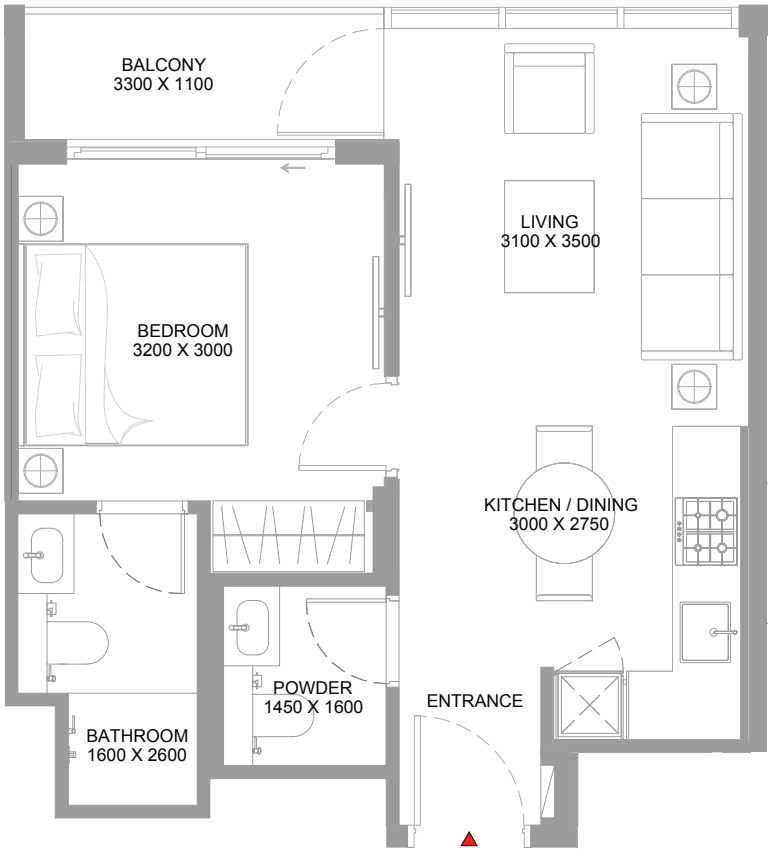 BALCONY
3300 X 1100
LIVING
3100 X 3500
BEDROOM
3200 X 3000
KITCHEN / DINING
3000 X 2750
POWDER
1450 X 1600
ENTRANCE
BATHROOM
1600 X 2600